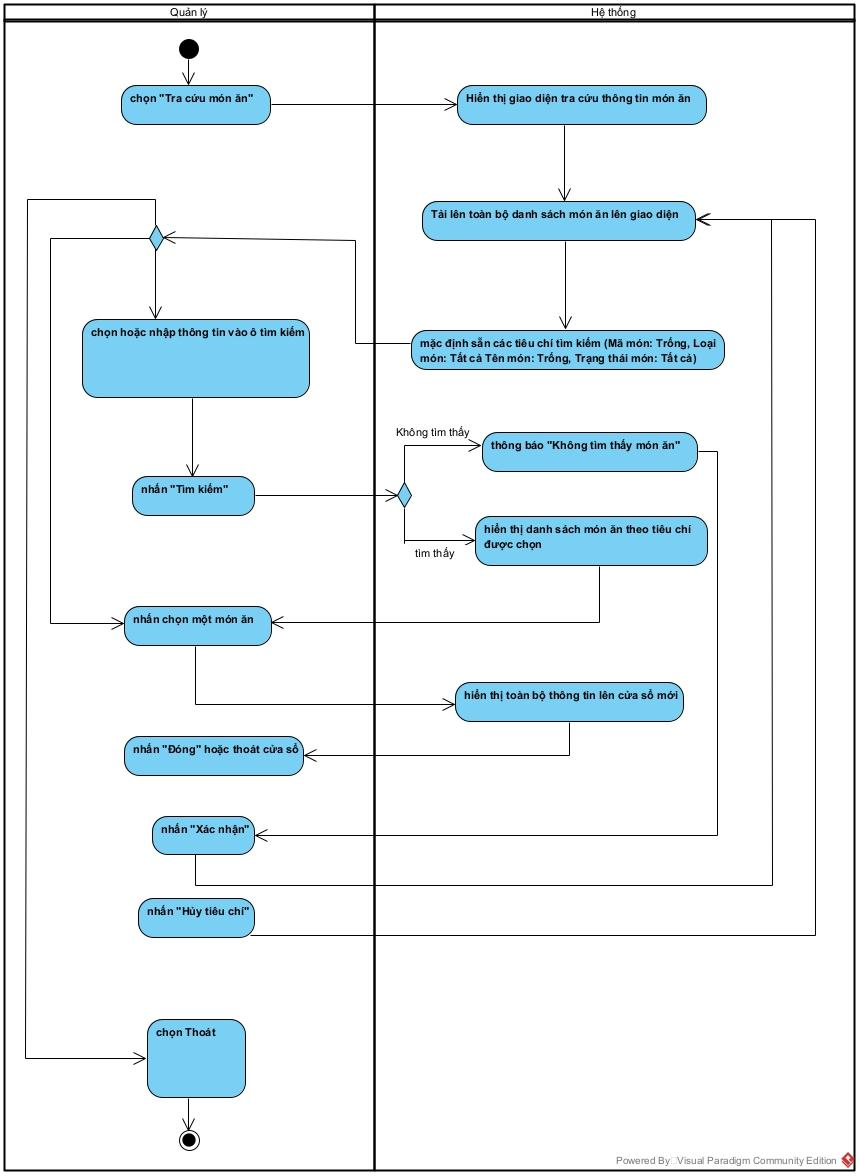 Quản lý
Hệ thống
chọn "Tra cứu món ăn"
Hiển thị giao diện tra cứu thông tin món ăn
Tải lên toàn bộ danh sách món ăn lên giao diện
chọn hoặc nhập thông tin vào ô tìm kiếm
mặc định sẵn các tiêu chí tìm kiếm (Mã món: Trống, Loại
món: Tất cả Tên món: Trống, Trạng thái món: Tất cả)
Không tìm thấy
thông báo "Không tìm thấy món ăn"
nhấn "Tìm kiếm"
hiển thị danh sách món ăn theo tiêu chí
được chọn
tìm thấy
nhấn chọn một món ăn
hiển thị toàn bộ thông tin lên cửa sổ mới
nhấn "Đóng" hoặc thoát cửa sổ
nhấn "Xác nhận"
nhấn "Hủy tiêu chí"
chọn Thoát
Powered By Visual Paradigm Community Edition